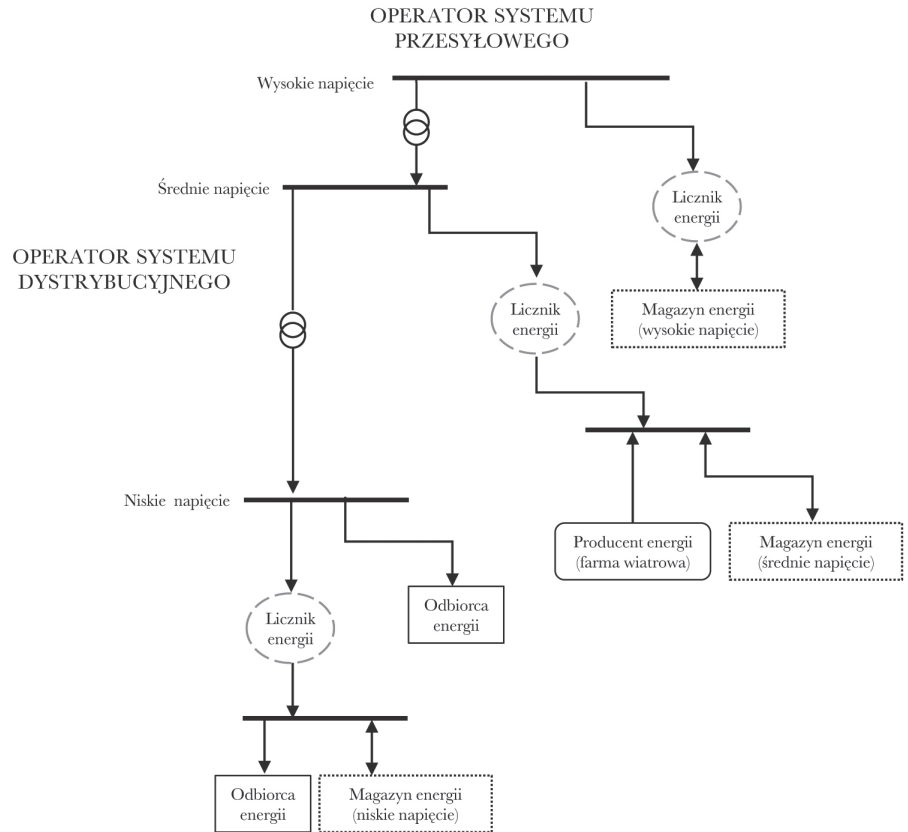 OPERATOR SYSTEMU
PRZESYŁOWEGO
Wysokie napięcie
Średnie napięcie
Licznik
energii
OPERATOR SYSTEMU
DYSTRYBUCYJNEGO
Licznik
energii
Magazyn energii
(wysokie napięcie)
Niskie napięcie
Producent energii
(farma wiatrowa)
Magazyn energii
(średnie napięcie)
Odbiorca
energii
Licznik
energii
Odbiorca
energii
Magazyn energii
(niskie napięcie)